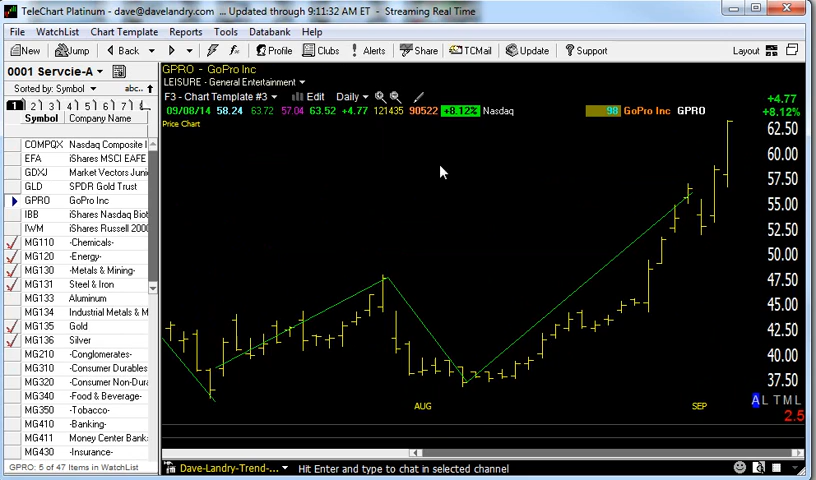 TeleChart Platinum - dave@davelandry.com ... Updated through 9:11:32 AM ET - Streaming Real Time
File WatchList Chart Template Reports Tools Databank Help
New Jump Back Profile Clubs Alerts Share TCMail Update Support Layout
0001 Servcie-A
Sorted by: Symbol abc..
1 2 3 4 5 6 7
Symbol Company Name
COMPQX Nasdaq Composite I
EFA iShares MSCI EAFE
GDXJ Market Vectors Juni
GLD SPDR Gold Trust
GPRO GoPro Inc
IBB iShares Nasdaq Biot
IWM iShares Russell 2000
MG110 -Chemicals-
MG120 -Energy-
MG130 -Metals & Mining-
MG131 Steel & Iron
MG133 Aluminum
MG134 Industrial Metals & M
MG135 Gold
MG136 Silver
MG210 -Conglomerates-
MG310 -Consumer Durables
MG320 -Consumer Non-Dura
MG340 -Food & Beverage-
MG350 -Tobacco-
MG410 -Banking-
MG411 Money Center Bank
MG430 -Insurance-
GPRO: 5 of 47 Items in WatchList
GPRO - GoPro Inc
LEISURE - General Entertainment
F3 - Chart Template #3 Edit Daily
09/08/14 58.24 63.72 57.04 63.52 +4.77 121435 90522 +8.12% Nasdaq 98 GoPro Inc GPRO
Price Chart
+4.77
+8.12%
62.50
60.00
57.50
55.00
52.50
50.00
47.50
45.00
42.50
40.00
37.50
AUG SEP
A L T M L
2.5
Dave-Landry-Trend-... Hit Enter and type to chat in selected channel